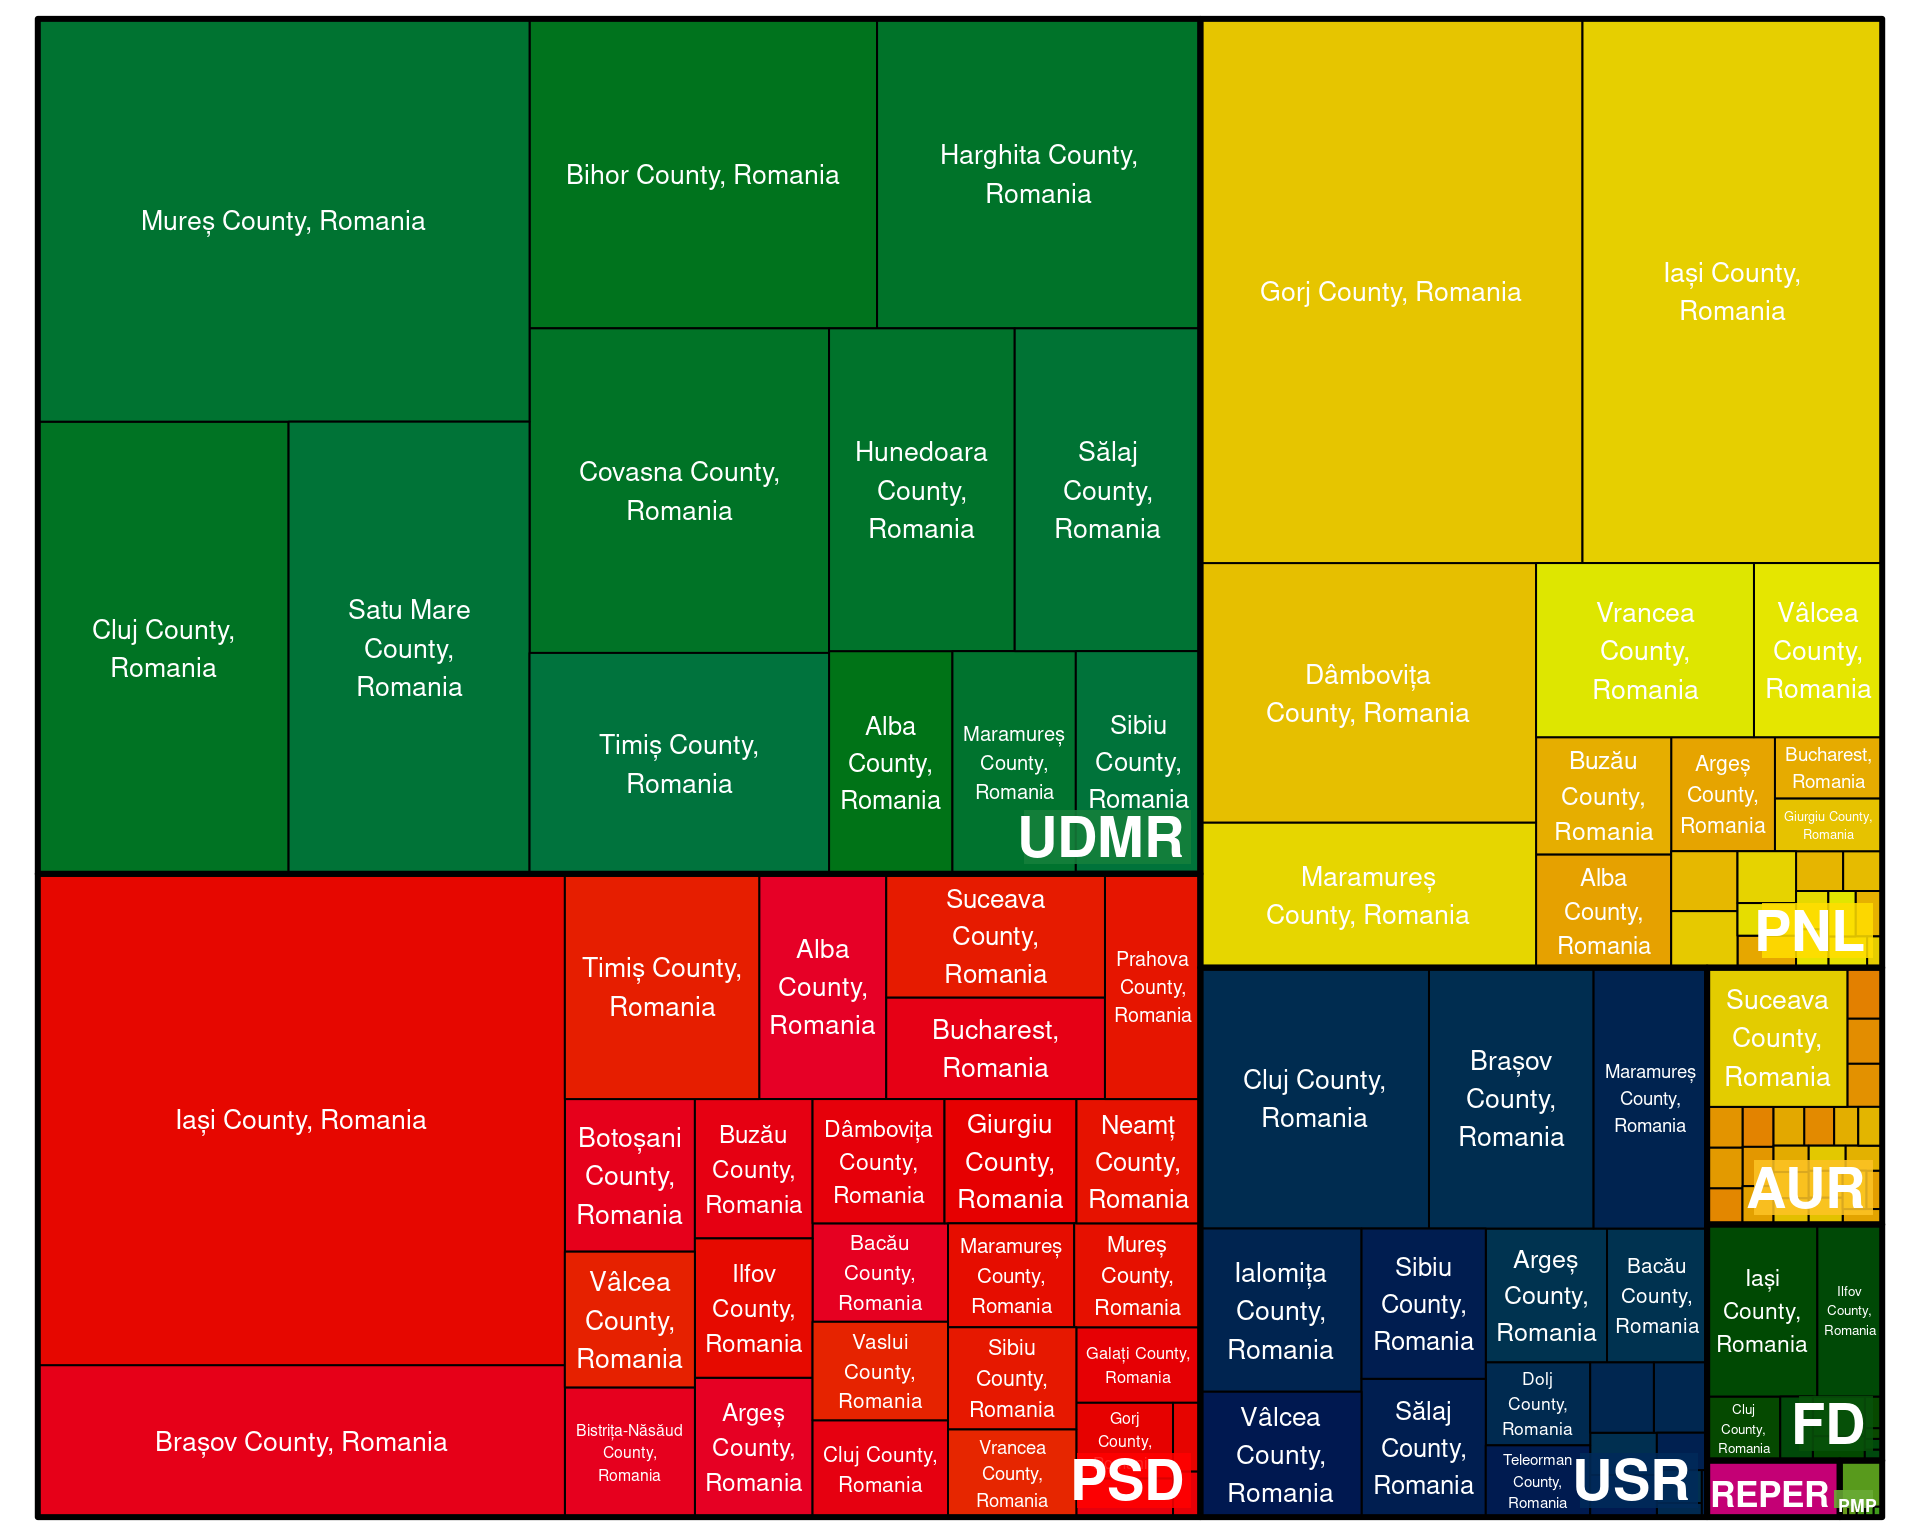 Mureș County, Romania
Bihor County, Romania
Harghita County,
Romania
Cluj County,
Romania
Satu Mare
County,
Romania
Covasna County,
Romania
Hunedoara
County,
Romania
Sălaj
County,
Romania
Timiș County,
Romania
Alba
County,
Romania
Maramureș
County,
Romania
Sibiu
County,
Romania
UDMR
Gorj County, Romania
Iași County,
Romania
Dâmbovița
County, Romania
Vrancea
County,
Romania
Vâlcea
County,
Romania
Maramureș
County, Romania
Buzău
County,
Romania
Argeș
County,
Romania
Bucharest,
Romania
Giurgiu County,
Romania
Alba
County,
Romania
PNL
Iași County, Romania
Brașov County, Romania
Timiș County,
Romania
Alba
County,
Romania
Suceava
County,
Romania
Bucharest,
Romania
Prahova
County,
Romania
Botoșani
County,
Romania
Buzău
County,
Romania
Dâmbovița
County,
Romania
Giurgiu
County,
Romania
Neamț
County,
Romania
Vâlcea
County,
Romania
Ilfov
County,
Romania
Bacău
County,
Romania
Maramureș
County,
Romania
Mureș
County,
Romania
Bistrița-Năsăud
County,
Romania
Argeș
County,
Romania
Vaslui
County,
Romania
Cluj County,
Romania
Sibiu
County,
Romania
Vrancea
County,
Romania
Galați County,
Romania
Gorj
County,
PSD
Cluj County,
Romania
Brașov
County,
Romania
Maramureș
County,
Romania
Ialomița
County,
Romania
Sibiu
County,
Romania
Argeș
County,
Romania
Bacău
County,
Romania
Vâlcea
County,
Romania
Sălaj
County,
Romania
Dolj
County,
Romania
Teleorman
County,
Romania
USR
Suceava
County,
Romania
AUR
Iași
County,
Romania
Ilfov
County,
Romania
Cluj
County,
Romania
FD
REPER
PMP